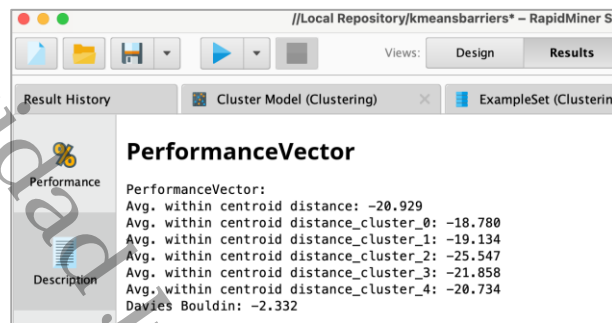 //Local Repository/kmeansbarriers* – RapidMiner S
Views:
Design
Results
Result History
Cluster Model (Clustering)
ExampleSet (Clusterin
%
Performance
PerformanceVector
PerformanceVector:
Avg. within centroid distance: -20.929
Avg. within centroid distance_cluster_0: -18.780
Avg. within centroid distance_cluster_1: -19.134
Avg. within centroid distance_cluster_2: -25.547
Avg. within centroid distance_cluster_3: -21.858
Avg. within centroid distance_cluster_4: -20.734
Davies Bouldin: -2.332
Description